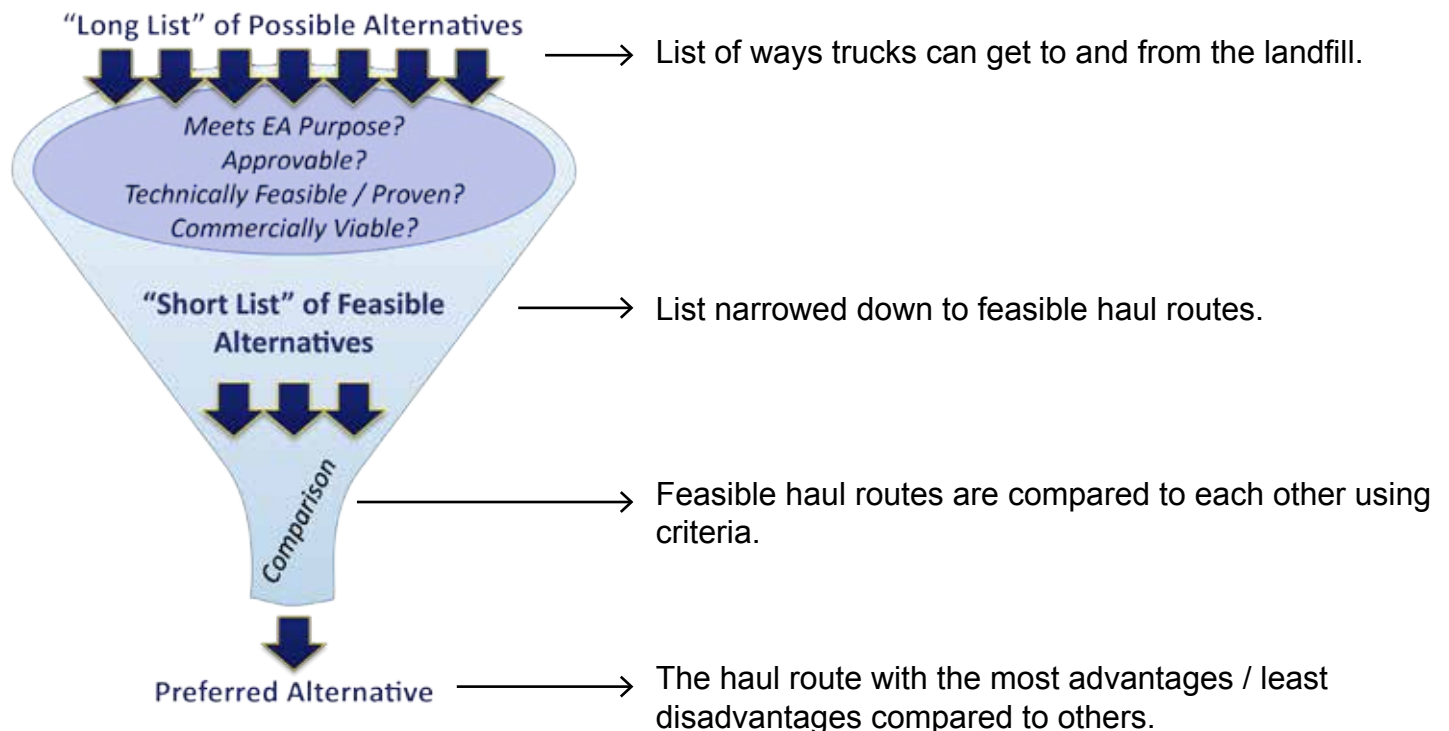 “Long List” of Possible Alternatives
List of ways trucks can get to and from the landfill.
Meets EA Purpose?
Approvable?
Technically Feasible / Proven?
Commercially Viable?
“Short List” of Feasible
Alternatives
List narrowed down to feasible haul routes.
Comparison
Feasible haul routes are compared to each other using
criteria.
Preferred Alternative
The haul route with the most advantages / least
disadvantages compared to others.